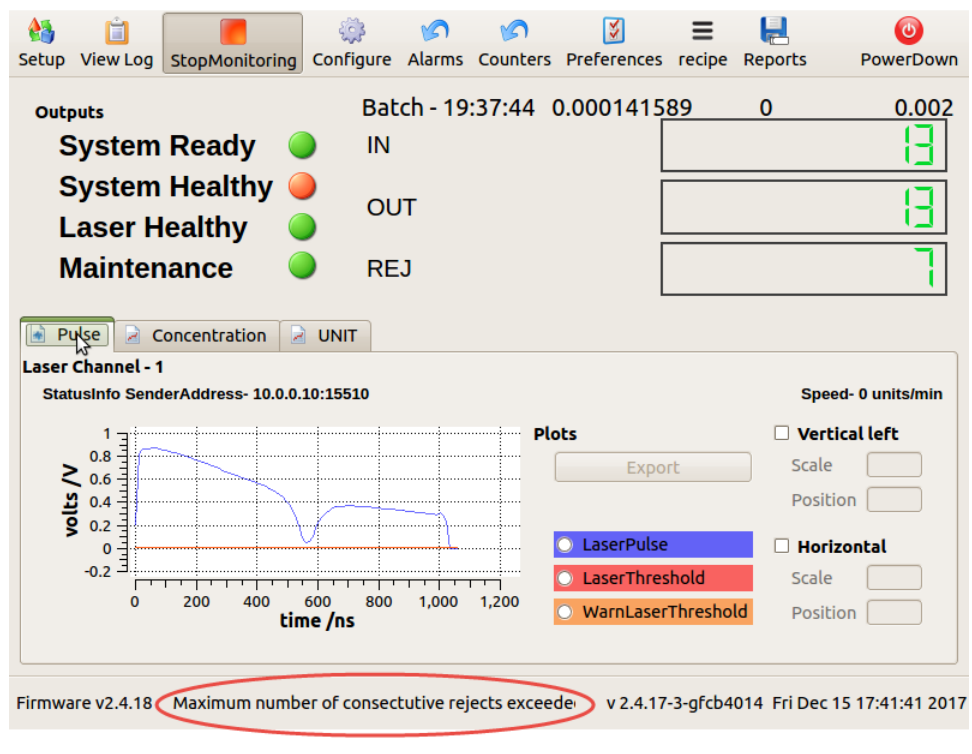 Setup View Log StopMonitoring Configure Alarms Counters Preferences recipe Reports PowerDown
Outputs Batch - 19:37:44 0.000141589 0 0.002
System Ready IN 13
System Healthy
OUT 13
Laser Healthy
Maintenance REJ 7
Pulse Concentration UNIT
Laser Channel - 1
StatusInfo SenderAddress- 10.0.0.10:15510 Speed- 0 units/min
Plots Vertical left
Export Scale
Position
LaserPulse Horizontal
LaserThreshold Scale
WarnLaserThreshold Position
volts /V
1
0.8
0.6
0.4
0.2
0
-0.2
0 200 400 600 800 1,000 1,200
time /ns
Firmware v2.4.18 Maximum number of consectutive rejects exceede v 2.4.17-3-gfcb4014 Fri Dec 15 17:41:41 2017